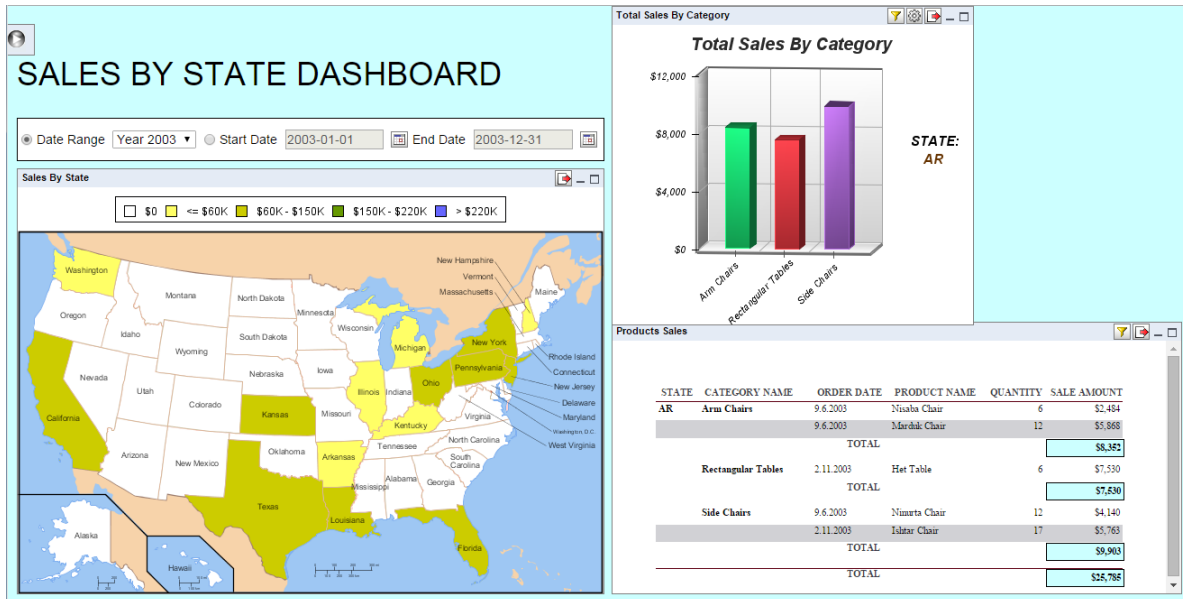 SALES BY STATE DASHBOARD
Date Range Year 2003 Start Date 2003-01-01 End Date 2003-12-31
Sales By State
$0 <= $60K $60K - $150K $150K - $220K > $220K
Washington
Montana
North Dakota
Minnesota
New Hampshire
Vermont
Massachusetts
Maine
Oregon
Idaho
Wyoming
South Dakota
Wisconsin
Michigan
New York
Rhode Island
Connecticut
New Jersey
Delaware
Maryland
Washington, D.C.
West Virginia
Nevada
Utah
Colorado
Nebraska
Iowa
Illinois
Indiana
Ohio
Pennsylvania
California
Kansas
Missouri
Kentucky
Virginia
Arizona
New Mexico
Oklahoma
Arkansas
Tennessee
North Carolina
South
Carolina
Mississippi
Alabama
Georgia
Texas
Louisiana
Florida
Alaska
Hawaii
Total Sales By Category
Total Sales By Category
$12,000
$8,000
$4,000
$0
Arm Chairs
Rectangular Tables
Side Chairs
STATE:
AR
Products Sales
STATE CATEGORY NAME ORDER DATE PRODUCT NAME QUANTITY SALE AMOUNT
AR Arm Chairs 9.6.2003 Nisaba Chair 6 $2,484
9.6.2003 Marduk Chair 12 $5,868
TOTAL $8,352
Rectangular Tables 2.11.2003 Het Table 6 $7,530
TOTAL $7,530
Side Chairs 9.6.2003 Ninurta Chair 12 $4,140
2.11.2003 Ishtar Chair 17 $5,763
TOTAL $9,903
TOTAL $25,785